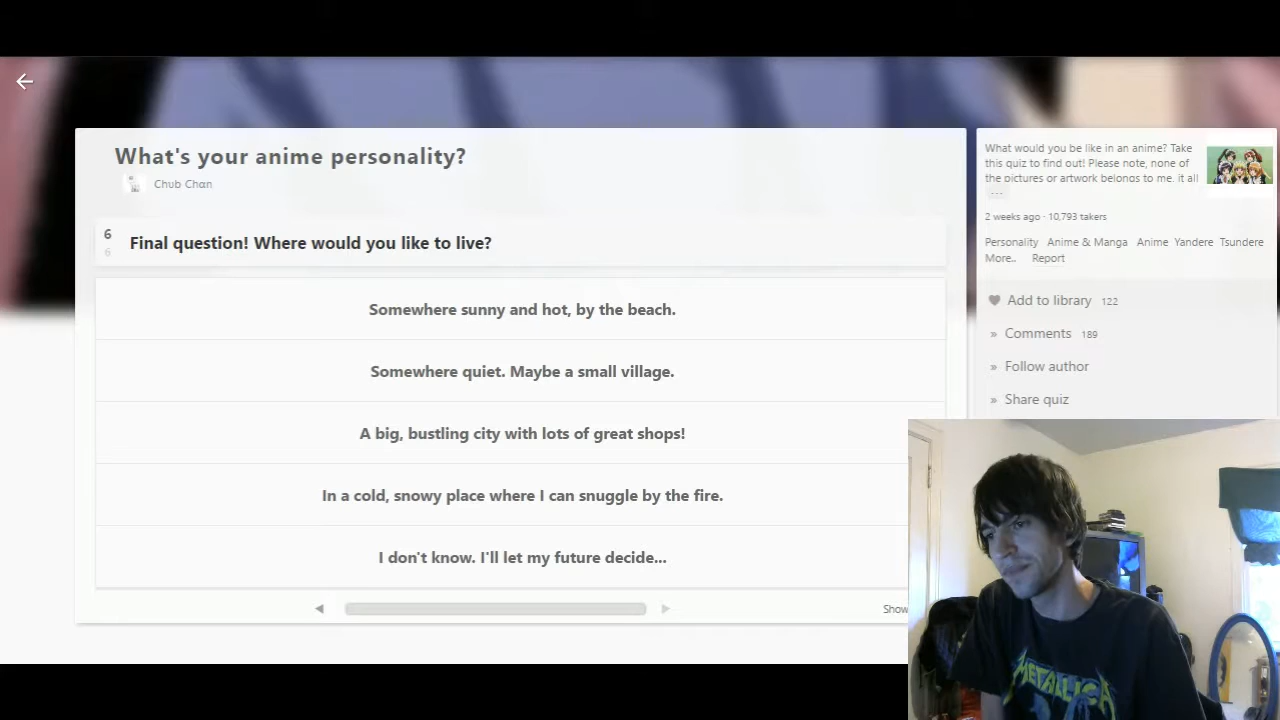 What's your anime personality?
Chub Chan
6
6
Final question! Where would you like to live?
Somewhere sunny and hot, by the beach.
Somewhere quiet. Maybe a small village.
A big, bustling city with lots of great shops!
In a cold, snowy place where I can snuggle by the fire.
I don't know. I'll let my future decide...
Show
What would you be like in an anime? Take
this quiz to find out! Please note, none of
the pictures or artwork belongs to me, it all
...
2 weeks ago · 10,793 takers
Personality Anime & Manga Anime Yandere Tsundere
More.. Report
Add to library 122
» Comments 189
» Follow author
» Share quiz
METALLICA